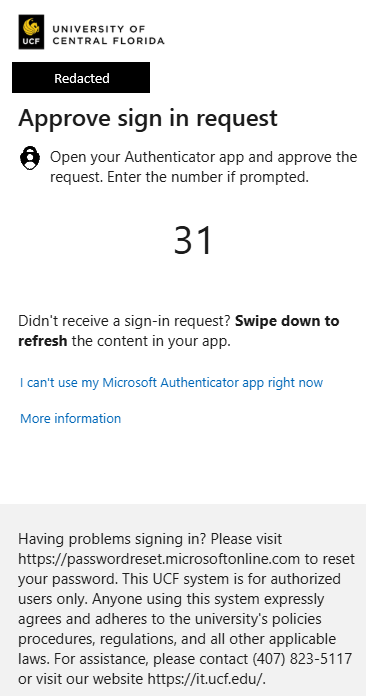 UCF
UNIVERSITY OF
CENTRAL FLORIDA
Redacted
Approve sign in request
Open your Authenticator app and approve the
request. Enter the number if prompted.
31
Didn't receive a sign-in request? Swipe down to
refresh the content in your app.
I can't use my Microsoft Authenticator app right now
More information
Having problems signing in? Please visit
https://passwordreset.microsoftonline.com to reset
your password. This UCF system is for authorized
users only. Anyone using this system expressly
agrees and adheres to the university's policies
procedures, regulations, and all other applicable
laws. For assistance, please contact (407) 823-5117
or visit our website https://it.ucf.edu/.